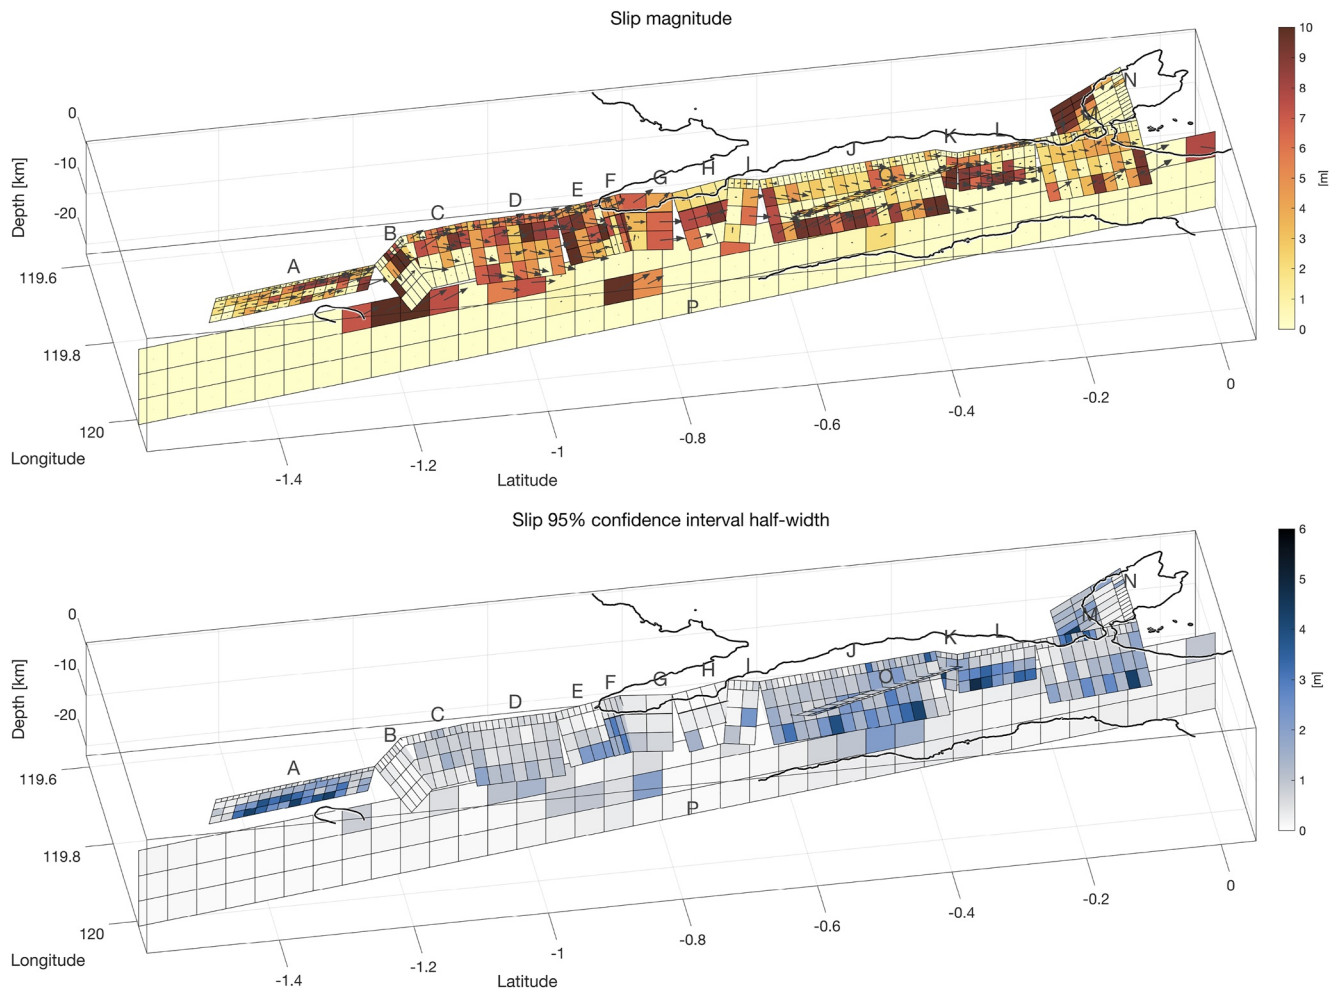 Slip magnitude
0
-10
-20
Depth [km]
119.6
119.8
120
Longitude
-1.4
-1.2
-1
-0.8
-0.6
-0.4
-0.2
0
Latitude
A
B
C
D
E
F
G
H
I
J
K
L
M
N
O
P
10
9
8
7
6
5
4
3
2
1
0
[m]
Slip 95% confidence interval half-width
0
-10
-20
Depth [km]
119.6
119.8
120
Longitude
-1.4
-1.2
-1
-0.8
-0.6
-0.4
-0.2
0
Latitude
A
B
C
D
E
F
G
H
I
J
K
L
M
N
O
P
6
5
4
3
2
1
0
[m]